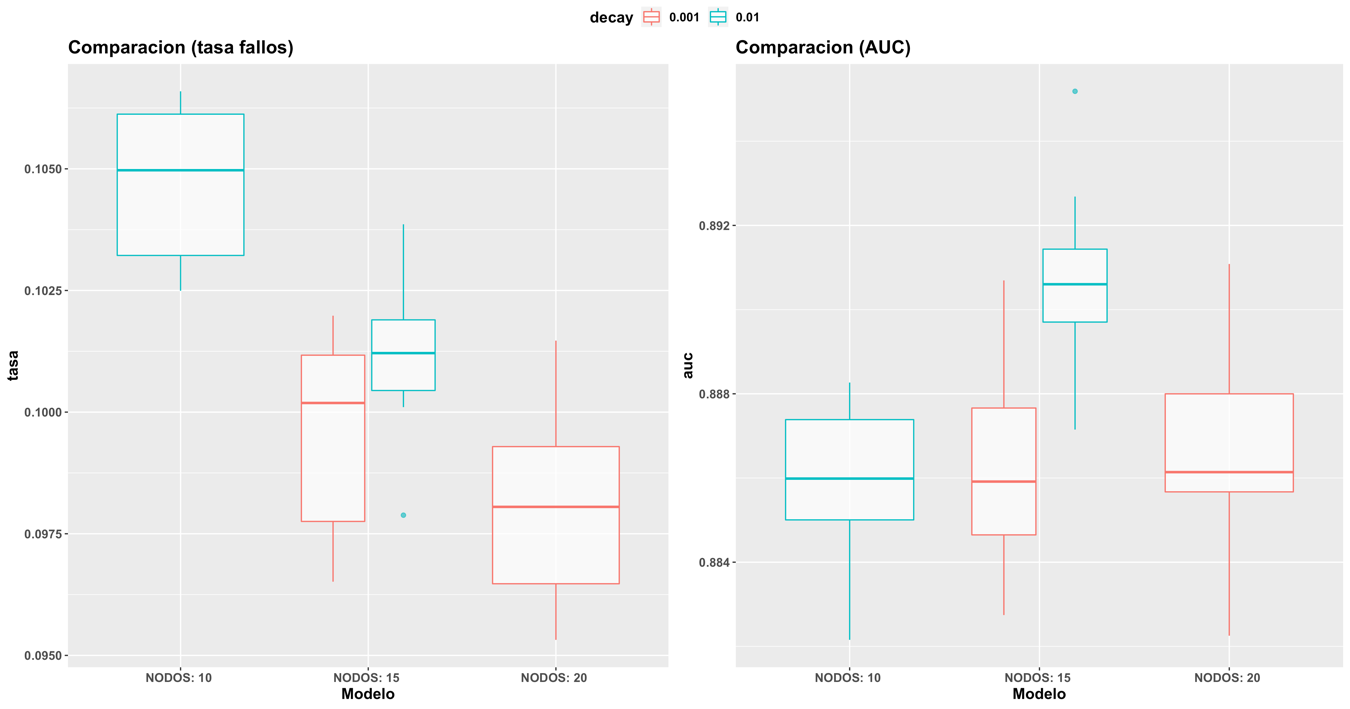 decay 0.001 0.01
Comparacion (tasa fallos)
tasa
0.1050
0.1025
0.1000
0.0975
0.0950
NODOS: 10 NODOS: 15 NODOS: 20
Modelo
Comparacion (AUC)
auc
0.892
0.888
0.884
NODOS: 10 NODOS: 15 NODOS: 20
Modelo